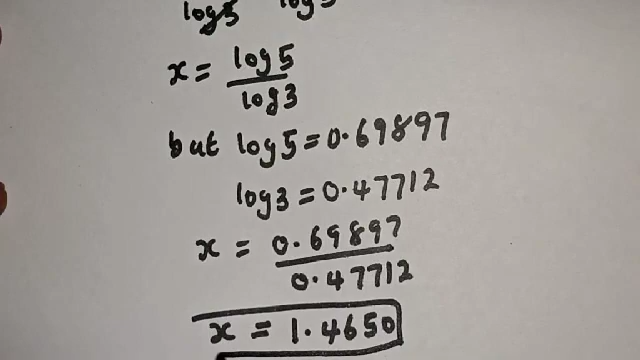 x = log5
log3
but log5 = 0.69897
log3 = 0.47712
x = 0.69897
0.47712
x = 1.4650